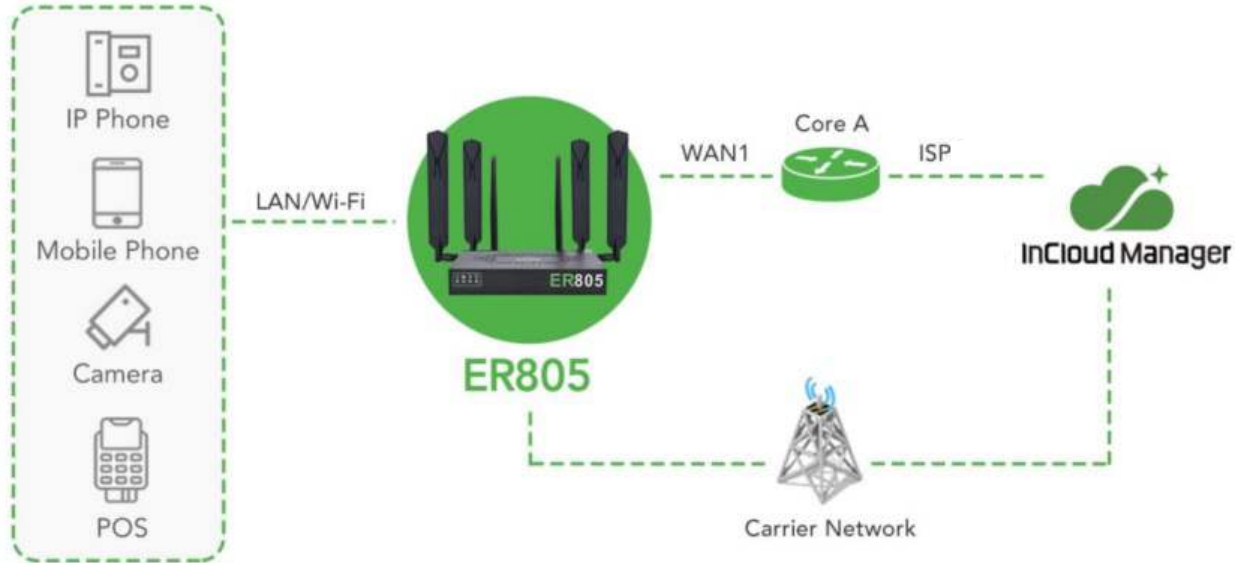 IP Phone
Mobile Phone
Camera
POS
LAN/Wi-Fi
ER805
ER805
WAN1
Core A
ISP
InCloud Manager
Carrier Network